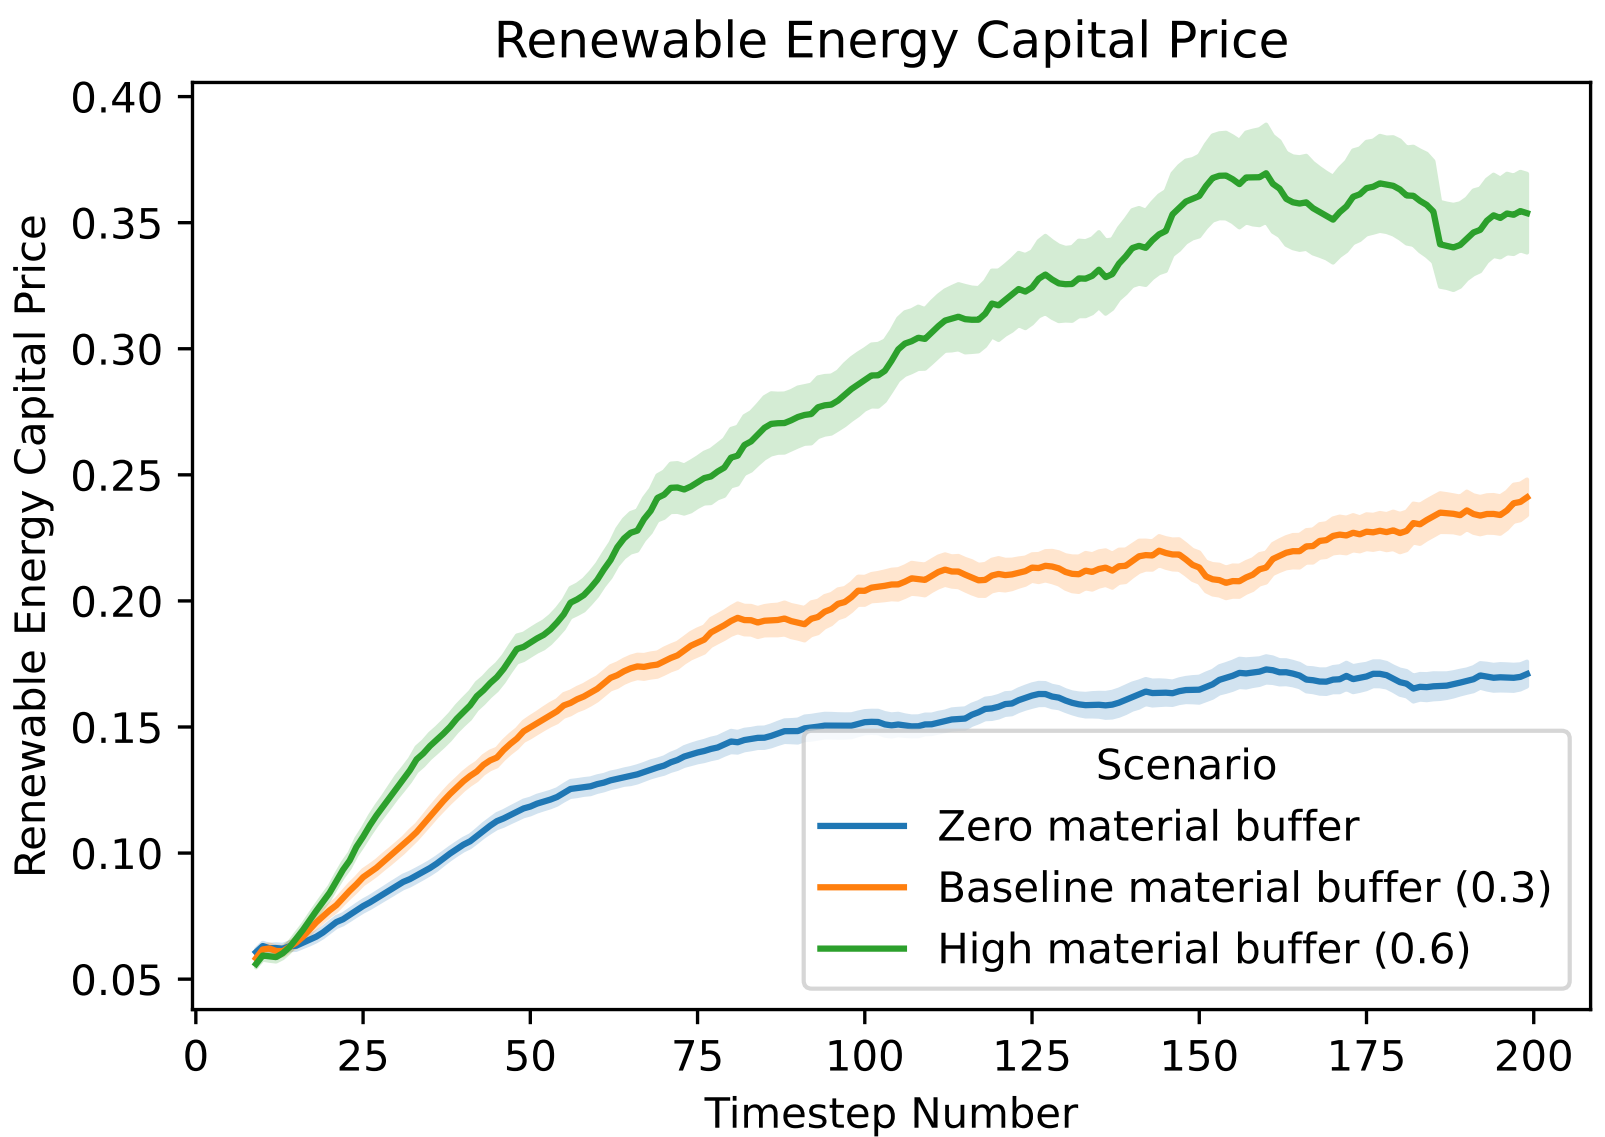 Renewable Energy Capital Price
Renewable Energy Capital Price
0.40
0.35
0.30
0.25
0.20
0.15
0.10
0.05
Scenario
Zero material buffer
Baseline material buffer (0.3)
High material buffer (0.6)
0 25 50 75 100 125 150 175 200
Timestep Number